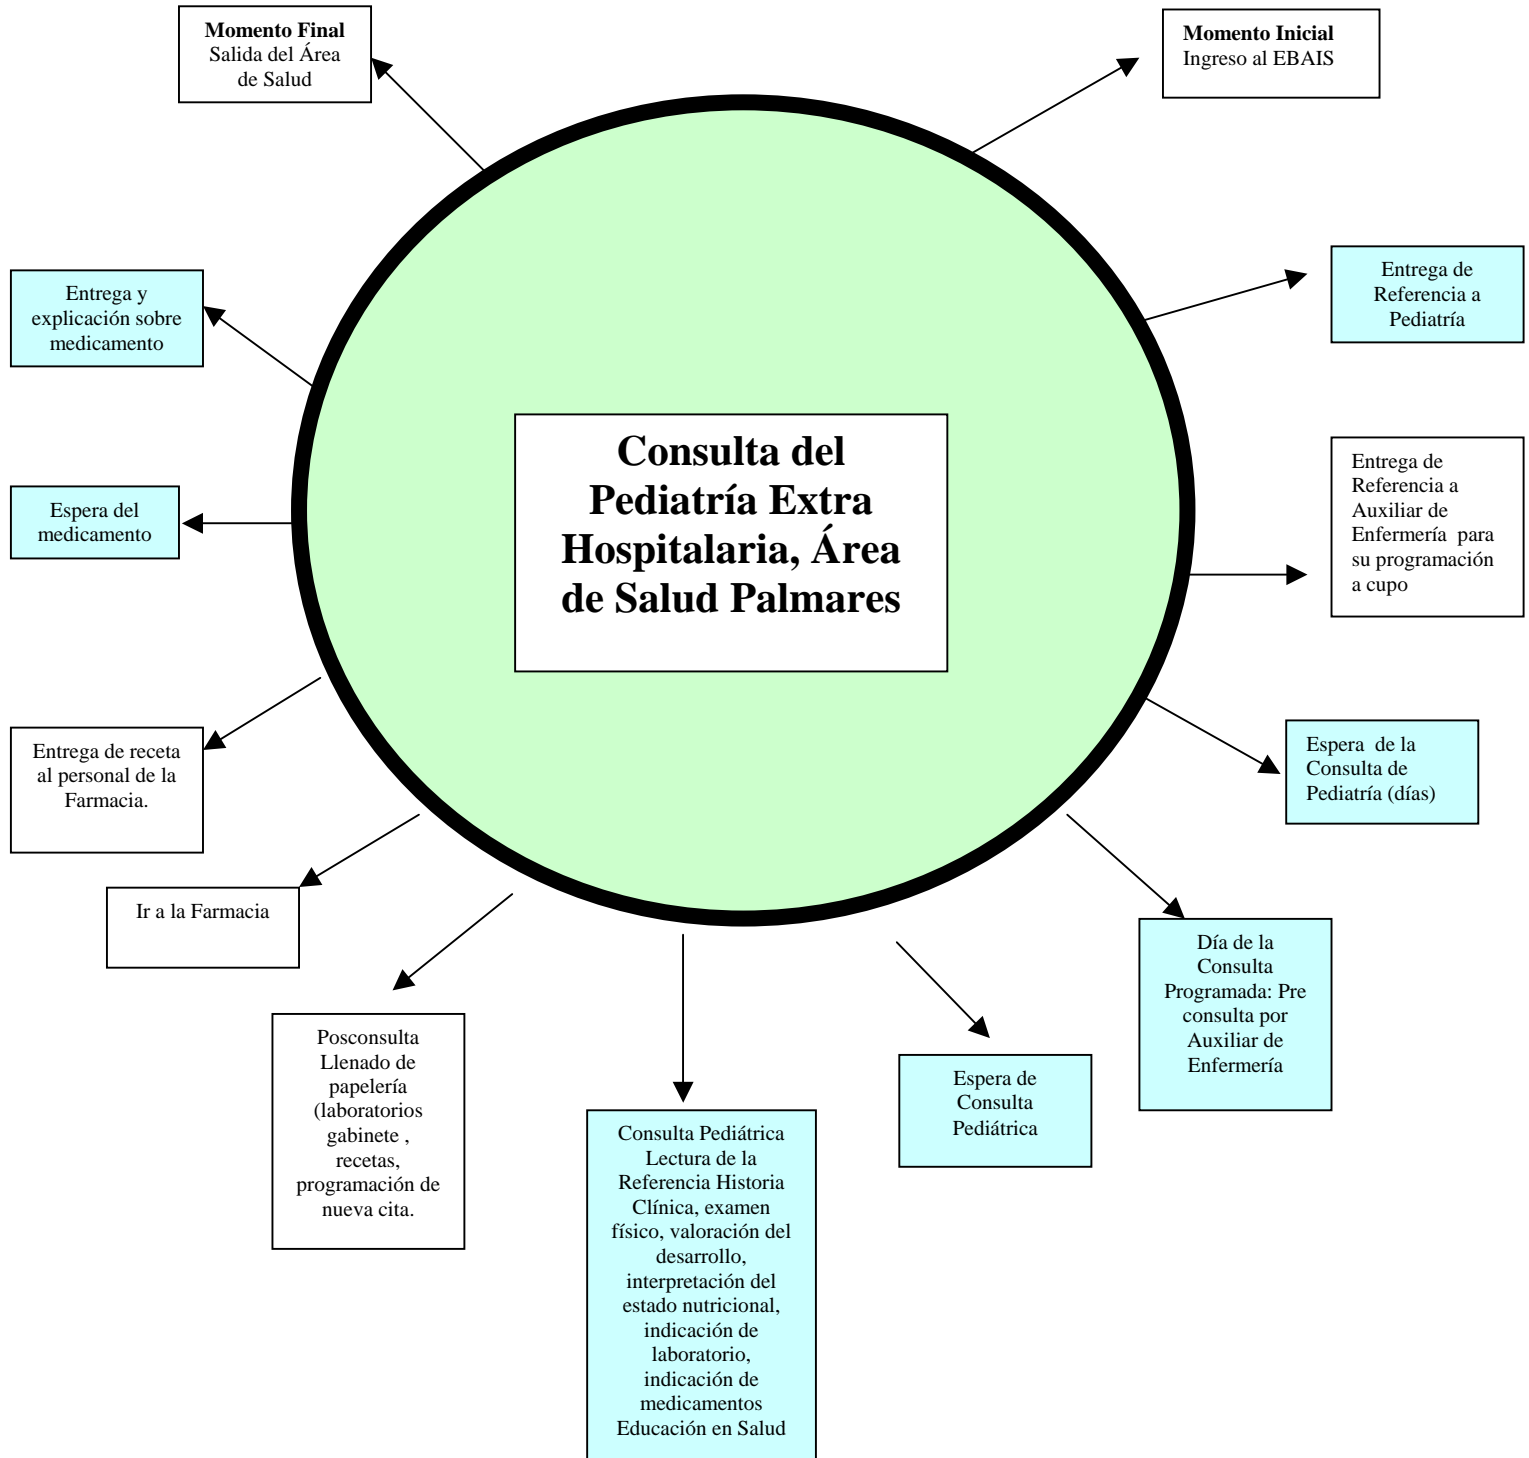 Momento Final
Salida del Área
de Salud
Momento Inicial
Ingreso al EBAIS
Entrega de
Referencia a
Pediatría
Entrega y
explicación sobre
medicamento
Consulta del
Pediatría Extra
Hospitalaria, Área
de Salud Palmares
Entrega de
Referencia a
Auxiliar de
Enfermería  para
su programación
a cupo
Espera del
medicamento
Espera  de la
Consulta de
Pediatría (días)
Entrega de receta
al personal de la
Farmacia.
Ir a la Farmacia
Día de la
Consulta
Programada: Pre
consulta por
Auxiliar de
Enfermería
Posconsulta
Llenado de
papelería
(laboratorios
gabinete ,
recetas,
programación de
nueva cita.
Espera de
Consulta
Pediátrica
Consulta Pediátrica
Lectura de la
Referencia Historia
Clínica, examen
físico, valoración del
desarrollo,
interpretación del
estado nutricional,
indicación de
laboratorio,
indicación de
medicamentos
Educación en Salud